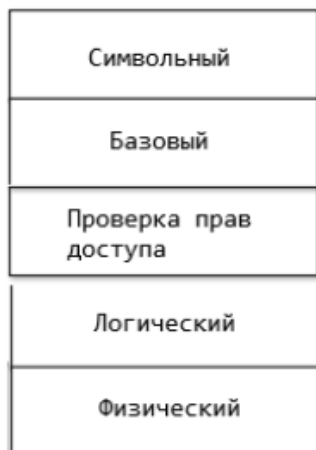 Символьный
Базовый
Проверка прав
доступа
Логический
Физический